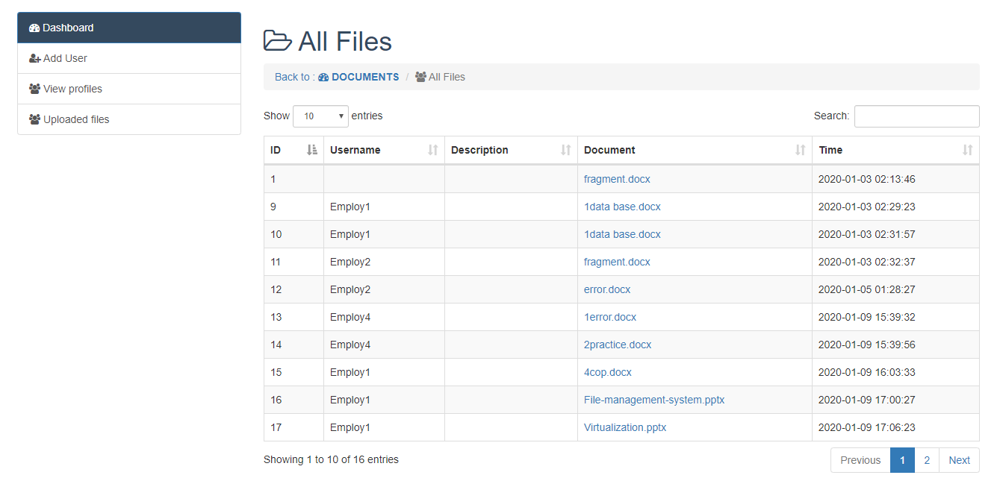 Dashboard
Add User
View profiles
Uploaded files
All Files
Back to : DOCUMENTS / All Files
Show 10 entries
Search:
ID Username Description Document Time
1 fragment.docx 2020-01-03 02:13:46
9 Employ1 1data base.docx 2020-01-03 02:29:23
10 Employ1 1data base.docx 2020-01-03 02:31:57
11 Employ2 fragment.docx 2020-01-03 02:32:37
12 Employ2 error.docx 2020-01-05 01:28:27
13 Employ4 1error.docx 2020-01-09 15:39:32
14 Employ4 2practice.docx 2020-01-09 15:39:56
15 Employ1 4cop.docx 2020-01-09 16:03:33
16 Employ1 File-management-system.pptx 2020-01-09 17:00:27
17 Employ1 Virtualization.pptx 2020-01-09 17:06:23
Showing 1 to 10 of 16 entries
Previous 1 2 Next